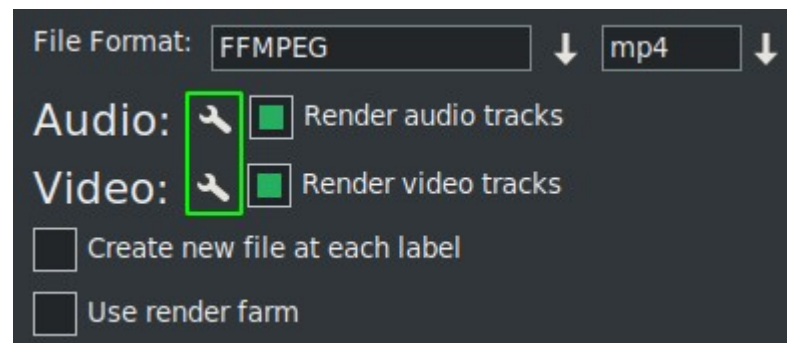 File Format: FFMPEG mp4
Audio: Render audio tracks
Video: Render video tracks
Create new file at each label
Use render farm